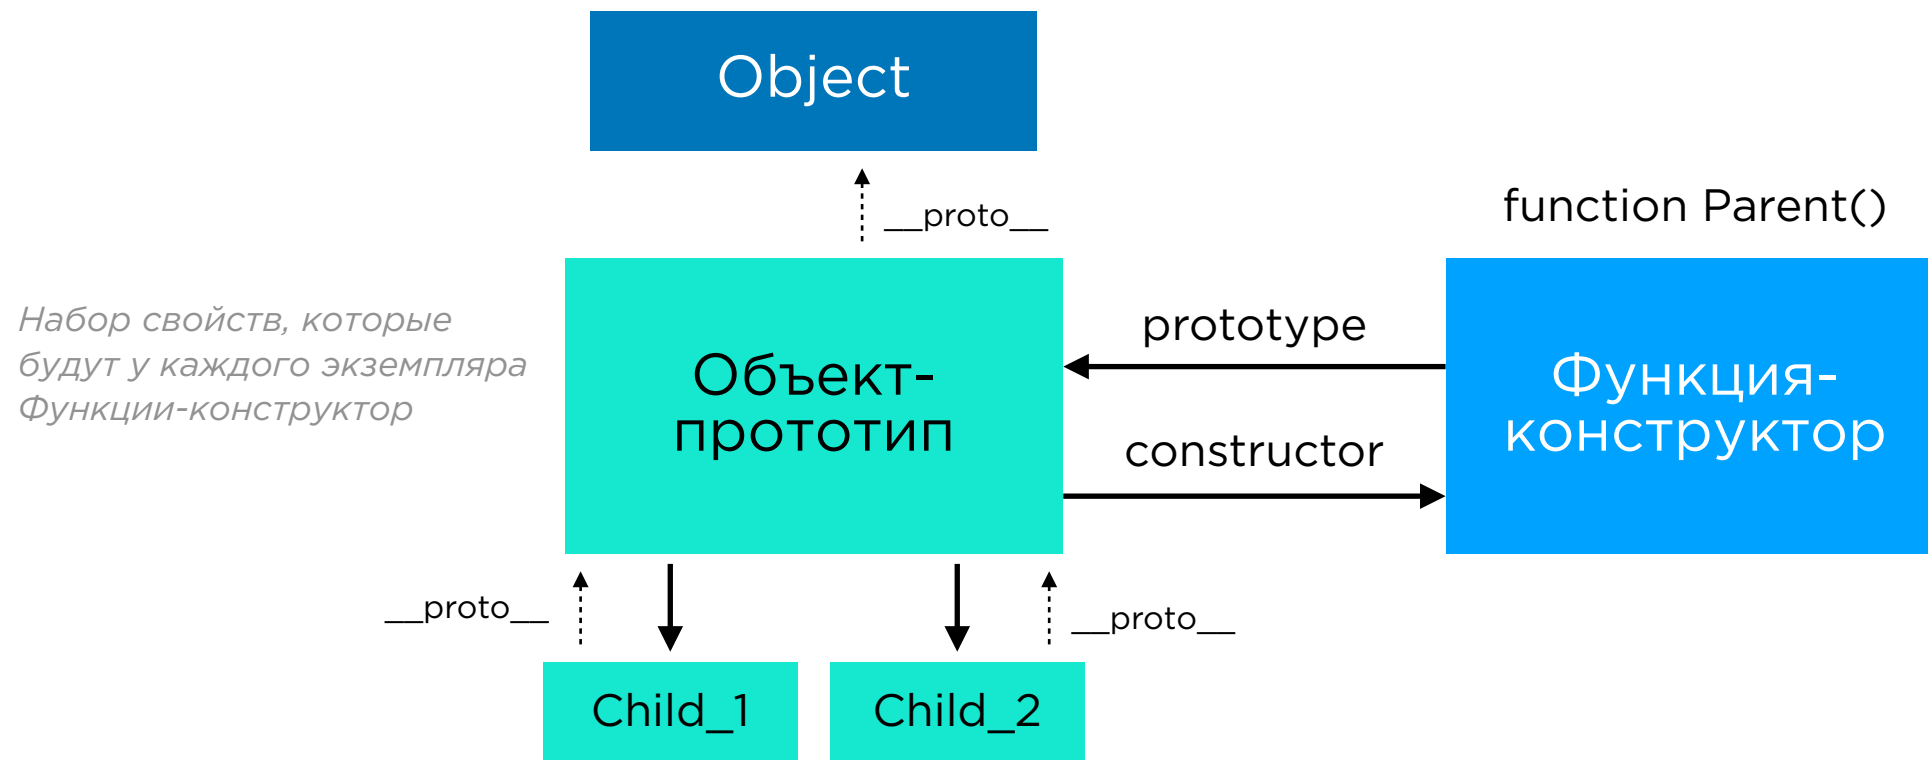 Object
__proto__
function Parent()
Набор свойств, которые
будут у каждого экземпляра
Функции-конструктор
Объект-
прототип
prototype
constructor
Функция-
конструктор
__proto__
__proto__
Child_1
Child_2